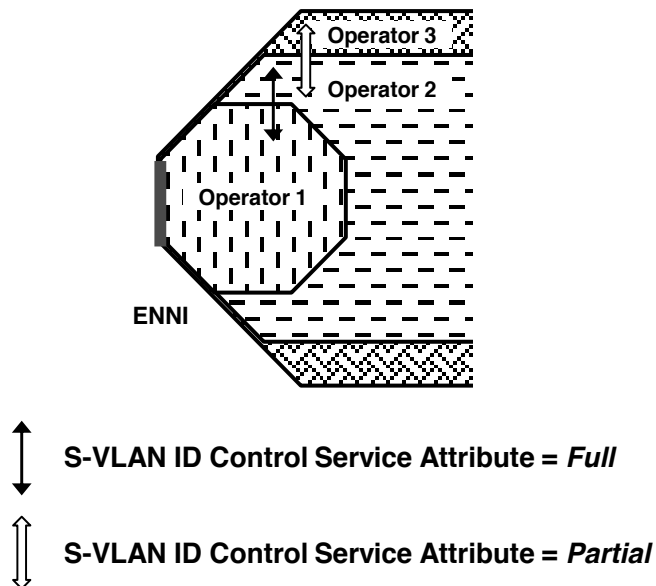 Operator 3
Operator 2
Operator 1
ENNI
S-VLAN ID Control Service Attribute = Full
S-VLAN ID Control Service Attribute = Partial